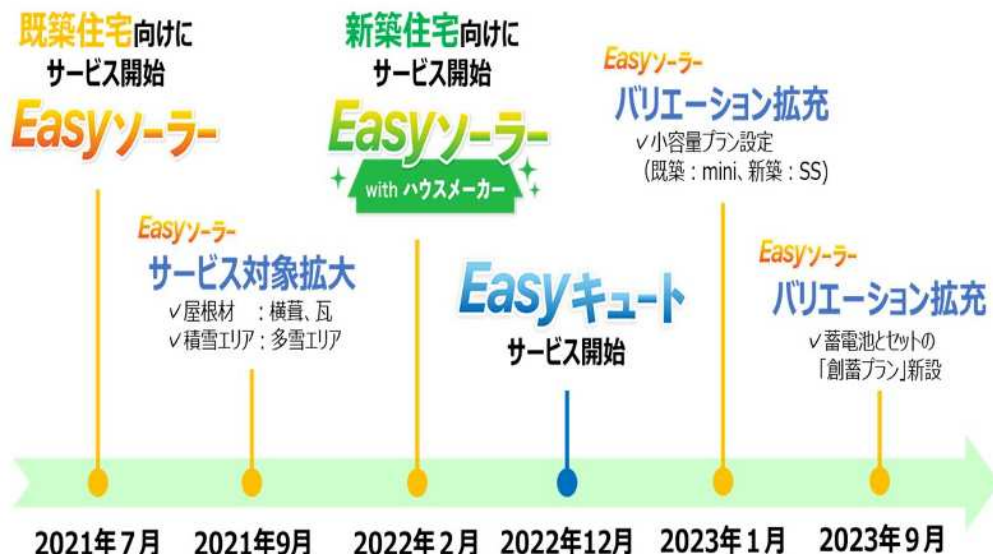 既築住宅向けに
サービス開始
Easyソーラー
新築住宅向けに
サービス開始
Easyソーラー
with ハウスメーカー
Easyソーラー
バリエーション拡充
✓小容量プラン設定
(既築:mini、新築:SS)
Easyソーラー
サービス対象拡大
✓屋根材 :横葺、瓦
✓積雪エリア:多雪エリア
Easyキュート
サービス開始
Easyソーラー
バリエーション拡充
✓蓄電池とセットの
「創蓄プラン」新設
2021年7月 2021年9月 2022年2月 2022年12月 2023年1月 2023年9月